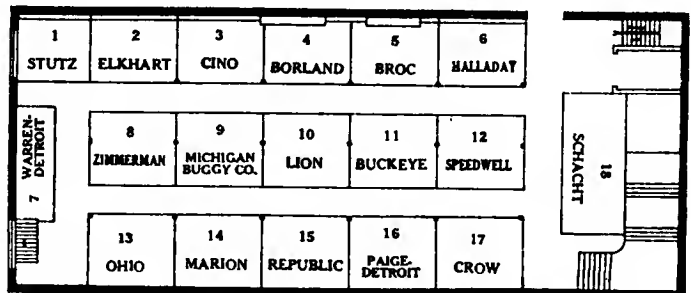 1
STUTZ
2
ELKHART
3
CINO
4
BORLAND
5
BROC
6
HALLADAY
7
WARREN-
DETROIT
8
ZIMMERMAN
9
MICHIGAN
BUGGY CO.
10
LION
11
BUCKEYE
12
SPEEDWELL
18
SCHACHT
13
OHIO
14
MARION
15
REPUBLIC
16
PAIGE-
DETROIT
17
CROW